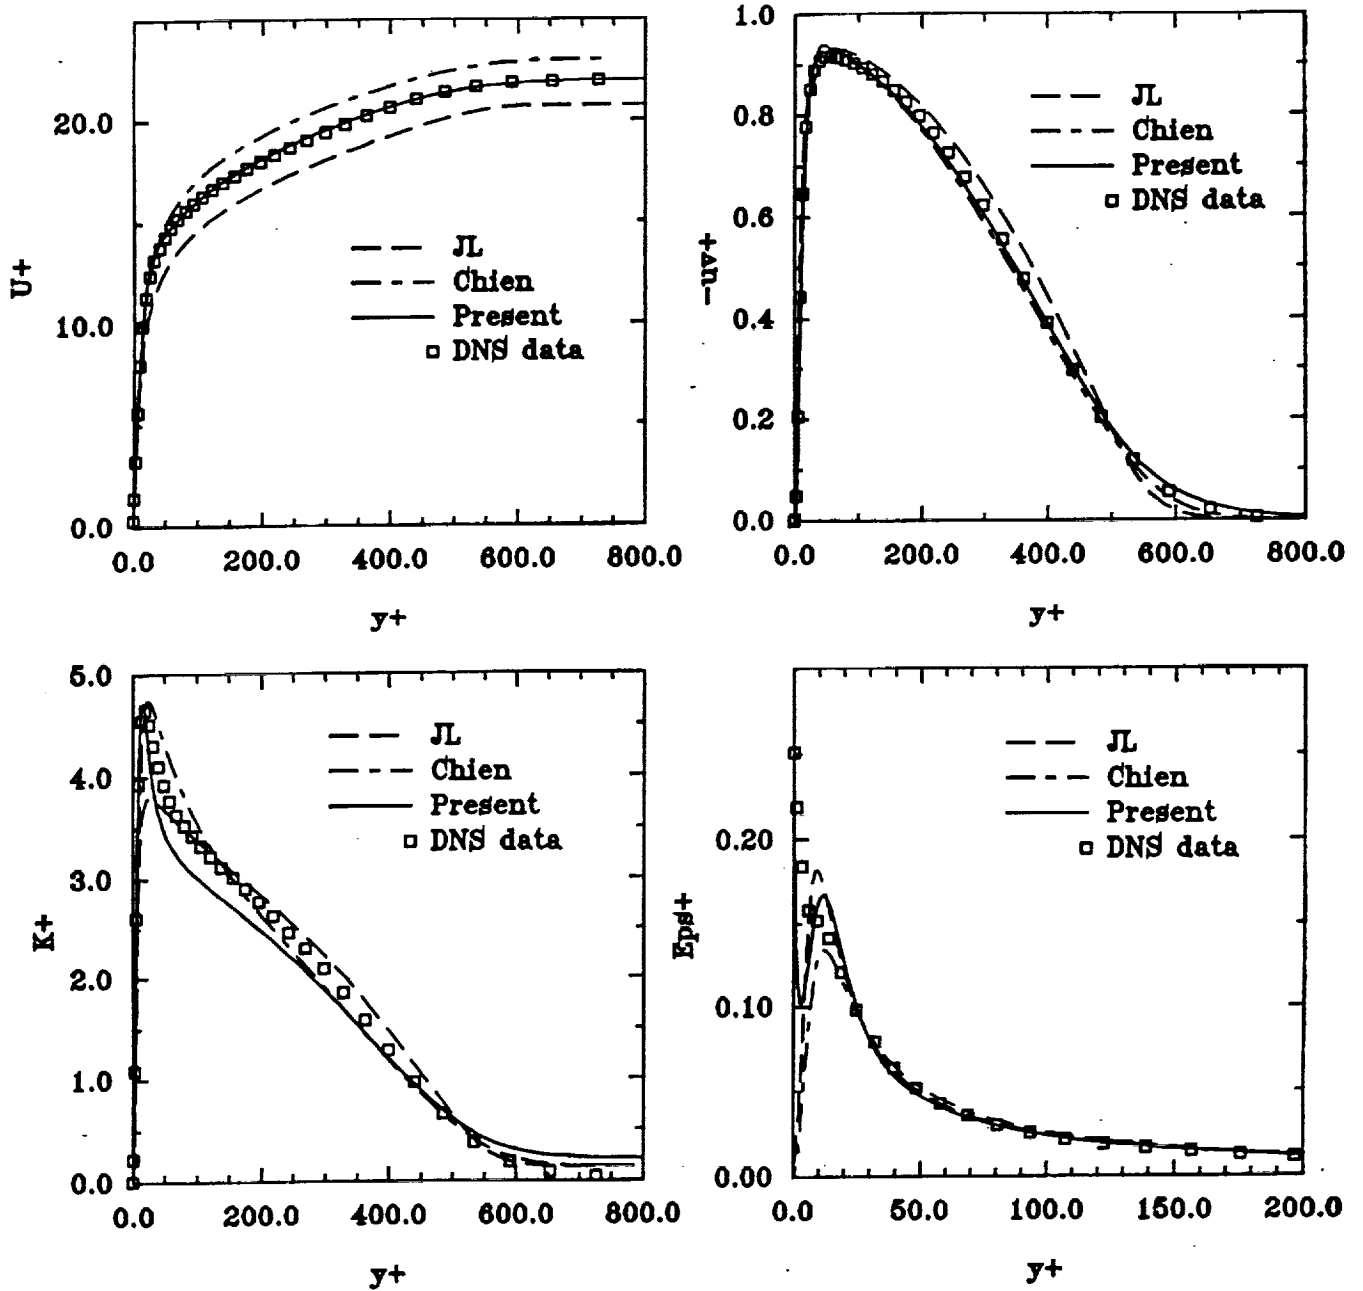 U+
20.0
10.0
0.0
JL
Chien
Present
DNS data
0.0 200.0 400.0 600.0 800.0
y+
-uv+
1.0
0.8
0.6
0.4
0.2
0.0
JL
Chien
Present
DNS data
0.0 200.0 400.0 600.0 800.0
y+
K+
5.0
4.0
3.0
2.0
1.0
0.0
JL
Chien
Present
DNS data
0.0 200.0 400.0 600.0 800.0
y+
Eps+
0.20
0.10
0.00
JL
Chien
Present
DNS data
0.0 50.0 100.0 150.0 200.0
y+